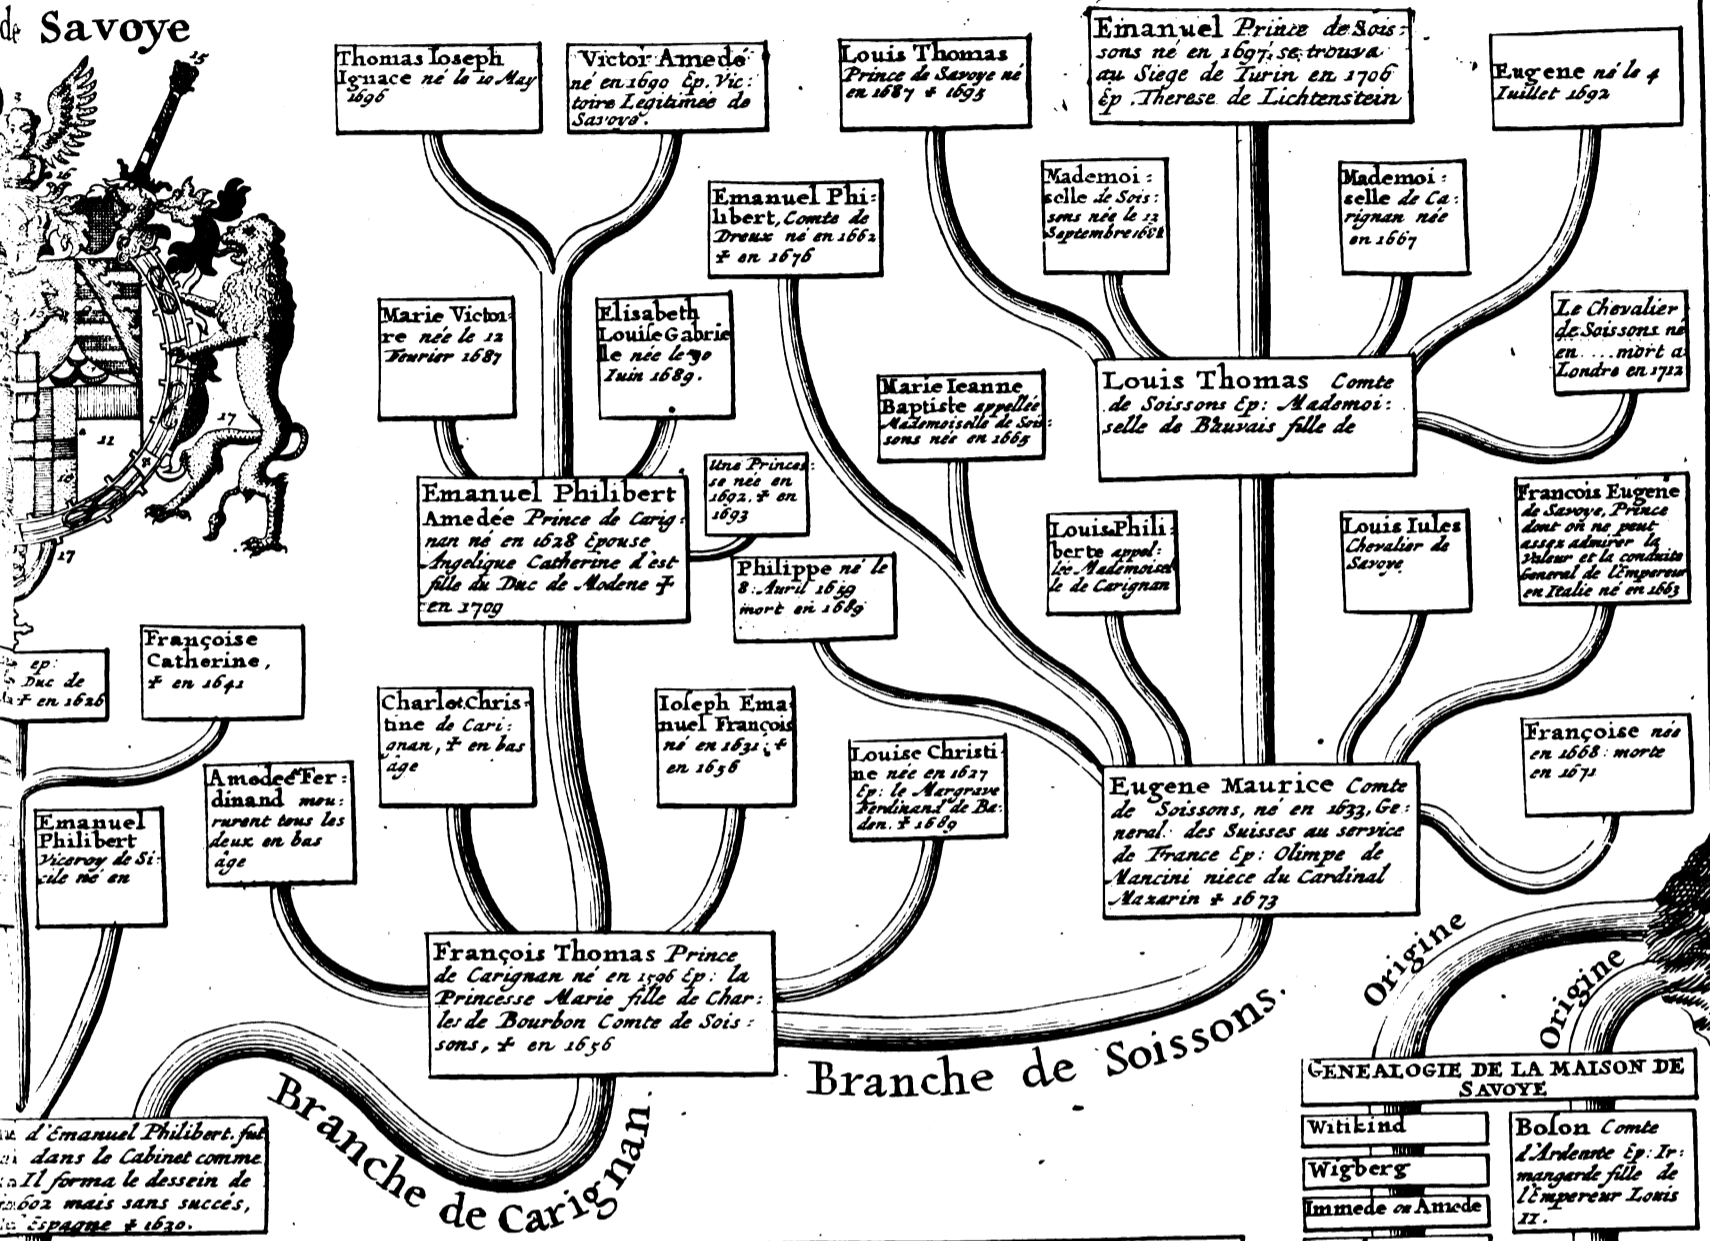 de Savoye
15
3
16
17
11
10
17
Thomas Ioseph
Ignace né le 10 May
1696
Victor Amedé
né en 1690 Ep. Vic:
toire Legitimée de
Savoye.
Louis Thomas
Prince de Savoye né
en 1687 ✝ 1695
Emanuel Prince de Sois:
sons né en 1697, se trouva
au Siege de Turin en 1706
Ep. Therese de Lichtenstein
Eugene né le 4
Iuillet 1692
Emanuel Phi:
libert, Comte de
Dreux né en 1662
✝ en 1676
Mademoi:
selle de Sois:
sons née le 12
Septembre
Mademoi:
selle de Ca:
rignan née
en 1667
Marie Victoi:
re née le 12
Feurier 1687
Elisabeth
Louise Gabrie
lle née le 30
Iuin 1689.
Le Chevalier
de Soissons né
en .... mort a
Londre en 1712
Marie Ieanne
Baptiste appellée
Mademoiselle de Sois:
sons née en 1665
Louis Thomas Comte
de Soissons Ep: Mademoi:
selle de Bauvais fille de
Emanuel Philibert
Amedée Prince de Carig:
nan né en 1628 Epouse
Angelique Catherine d'est
fille du Duc de Modene ✝
en 1709
Une Princes:
se née en
1692. ✝ en
1693
Philippe né le
8. Auril 1659
mort en 1689
Louis Phili:
berte appel:
lée Mademoisel
le de Carignan
Louis Iules
Chevalier de
Savoye
Francois Eugene
de Savoye, Prince
dont on ne peut
assez admirer la
Valeur et la conduite
General de l'Empereur
en Italie né en 1663
ep:
Duc de
✝ en 1626
Françoise
Catherine,
✝ en 1641
Charlot. Chris:
tine de Cari:
gnan, ✝ en bas
âge
Ioseph Ema:
nuel François
né en 1631; ✝
en 1656
Louise Christi:
ne née en 1627
Ep: le Margrave
Ferdinand de Ba:
den. ✝ 1689
Amedeé Fer:
dinand mou:
rurent tous les
deux en bas
âge
Emanuel
Philibert
Viceroy de Si:
cile né en
Eugene Maurice Comte
de Soissons, né en 1633, Ge:
neral. des Suisses au service
de France Ep: Olimpe de
Mancini niece du Cardinal
Mazarin ✝ 1673
Françoise née
en 1668: morte
en 1671
François Thomas Prince
de Carignan né en 1596 Ep: la
Princesse Marie fille de Char:
les de Bourbon Comte de Sois:
sons, ✝ en 1656
Branche de Soissons.
Branche de Carignan.
Origine
Origine
d'Emanuel Philibert. fut
dans le Cabinet comme
Il forma le dessein de
1602 mais sans succés,
Espagne ✝ 1630.
GENEALOGIE DE LA MAISON DE
SAVOYE
Witikind
Wigberg
Immede ou Amede
Boson Comte
d'Ardenne Ep: Ir:
mangarde fille de
l'Empereur Louis
II.